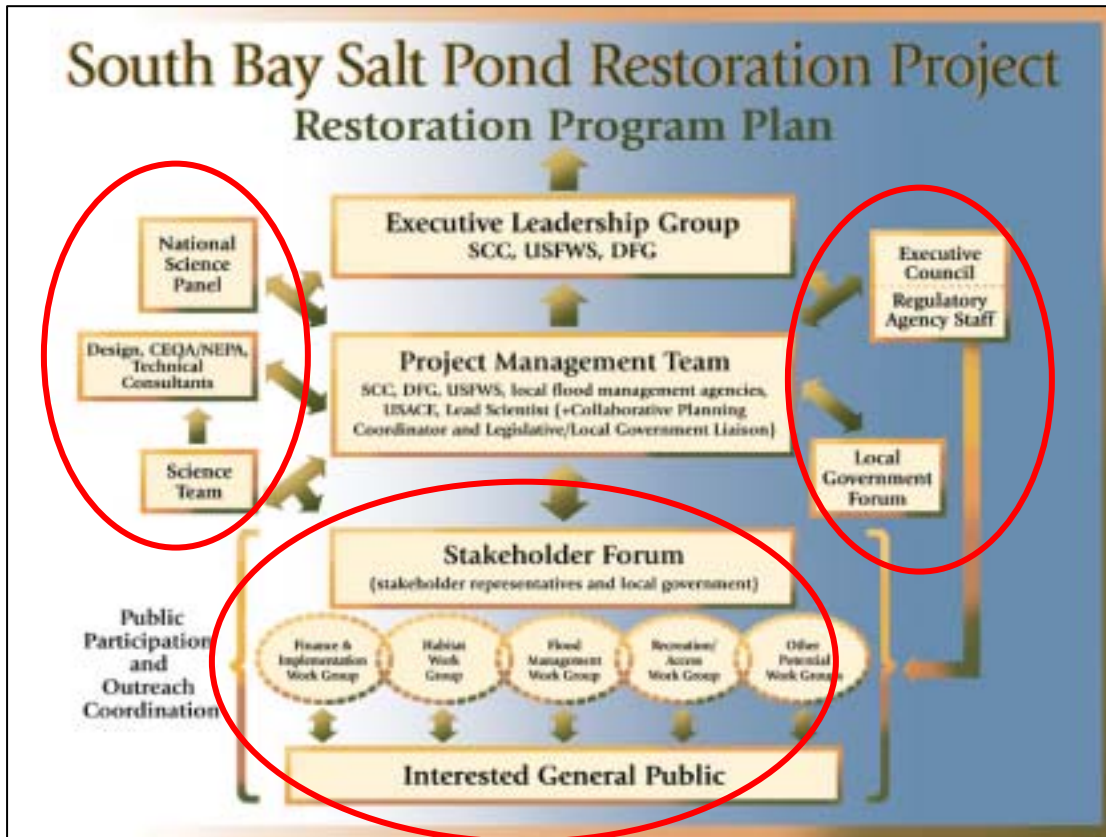 South Bay Salt Pond Restoration Project
Restoration Program Plan
Executive Leadership Group
SCC, USFWS, DFG
National
Science
Panel
Executive
Council
Regulatory
Agency Staff
Design, CEQA/NEPA,
Technical
Consultants
Project Management Team
SCC, DFG, USFWS, local flood management agencies,
USACE, Lead Scientist (+Collaborative Planning
Coordinator and Legislative/Local Government Liaison)
Science
Team
Local
Government
Forum
Stakeholder Forum
(stakeholder representatives and local government)
Public
Participation
and
Outreach
Coordination
Finance &
Implementation
Work Group
Habitat
Work
Group
Flood
Management
Work Group
Recreation/
Access
Work Group
Other
Potential
Work Groups
Interested General Public